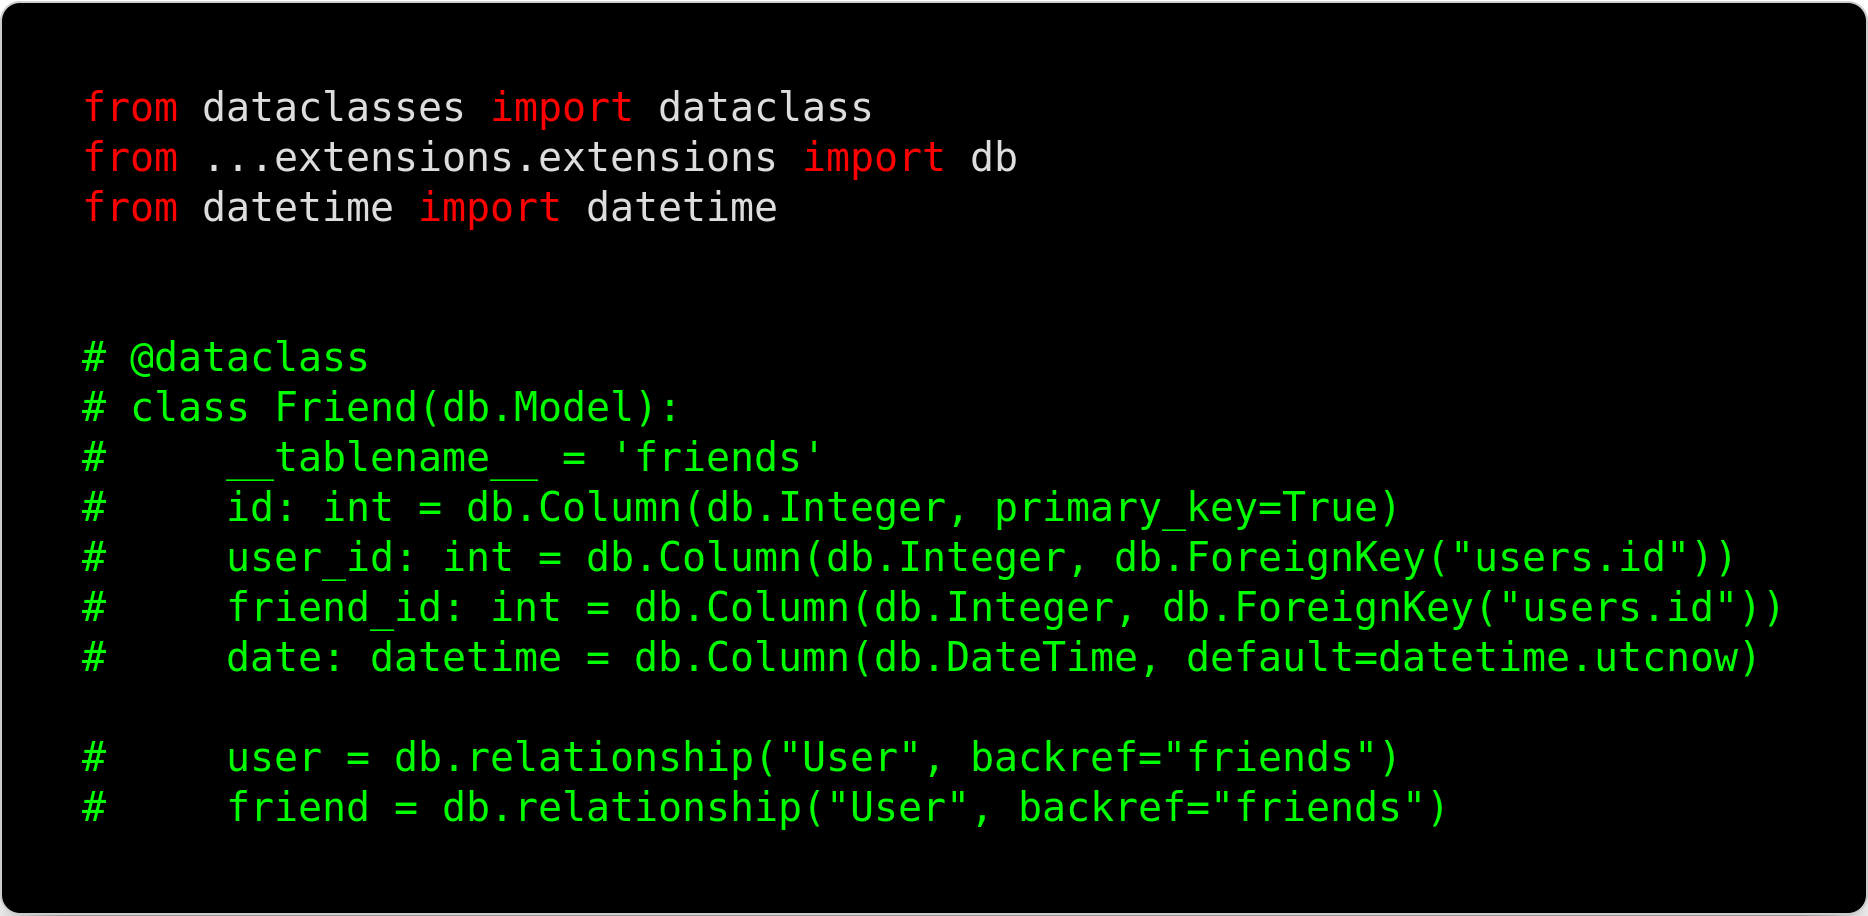 from dataclasses import dataclass
from ...extensions.extensions import db
from datetime import datetime
# @dataclass
# class Friend(db.Model):
#     __tablename__ = 'friends'
#     id: int = db.Column(db.Integer, primary_key=True)
#     user_id: int = db.Column(db.Integer, db.ForeignKey("users.id"))
#     friend_id: int = db.Column(db.Integer, db.ForeignKey("users.id"))
#     date: datetime = db.Column(db.DateTime, default=datetime.utcnow)
#     user = db.relationship("User", backref="friends")
#     friend = db.relationship("User", backref="friends")